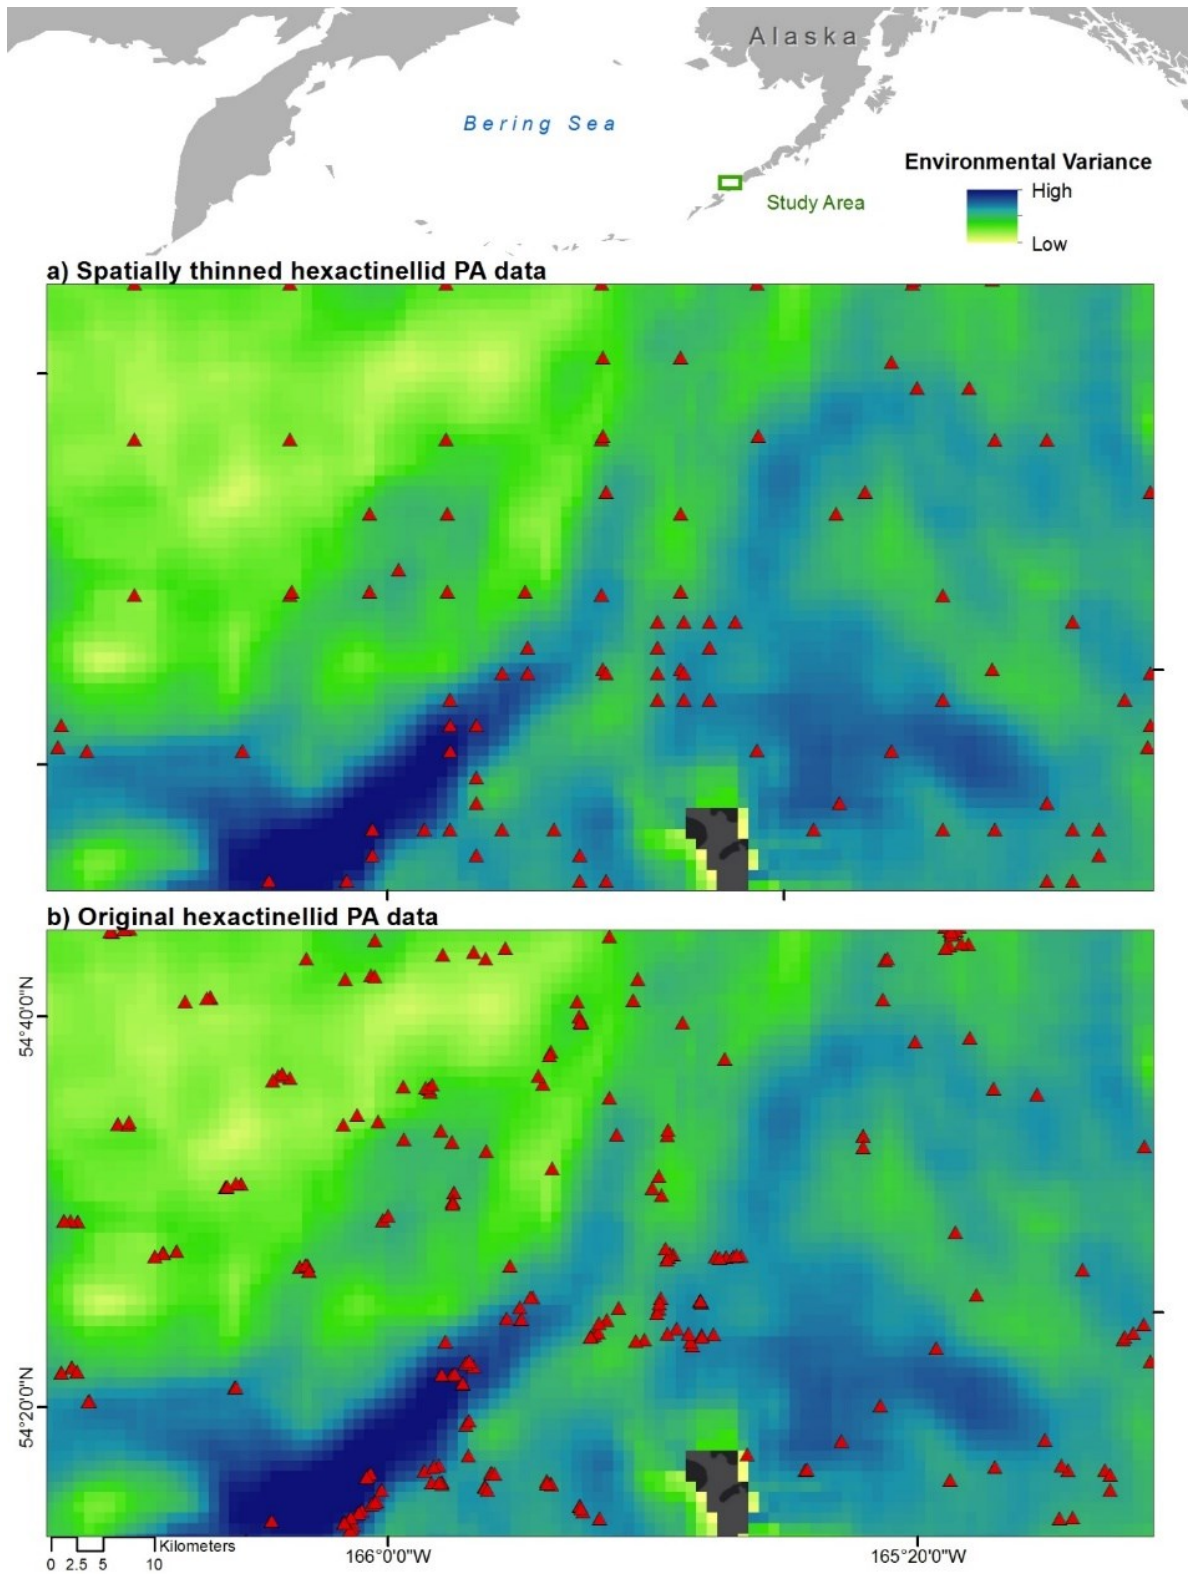 Alaska
Bering Sea
Environmental Variance
High
Study Area
Low
a) Spatially thinned hexactinellid PA data
b) Original hexactinellid PA data
54°40'0"N
54°20'0"N
Kilometers
0 2.5 5 10
166°0'0"W
165°20'0"W